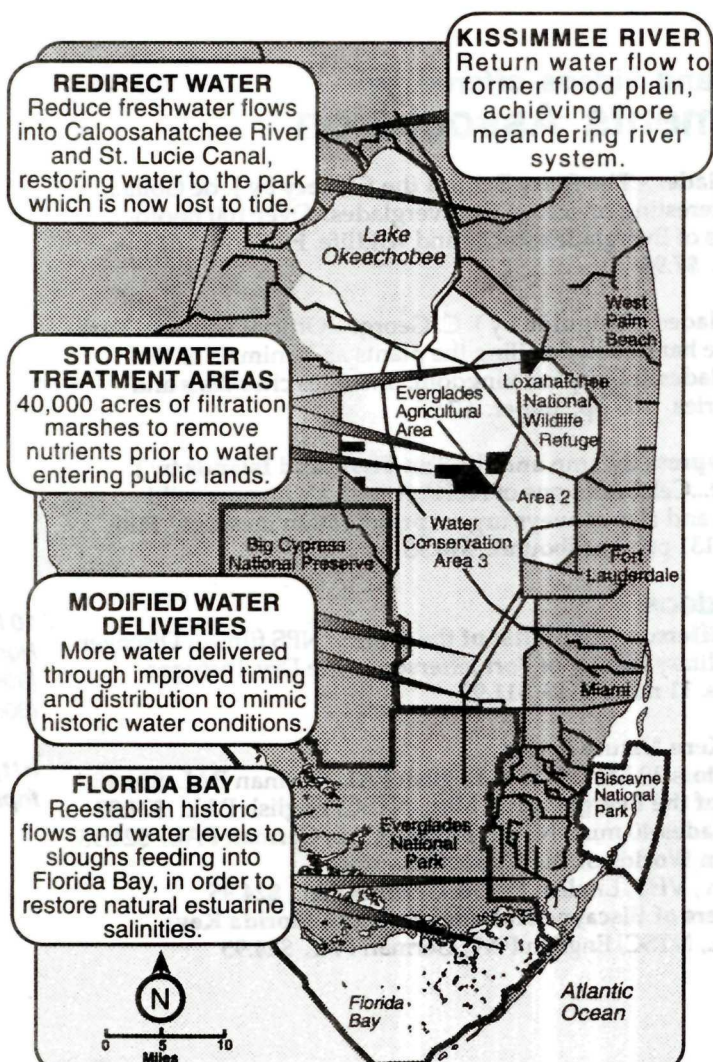 KISSIMMEE RIVER
Return water flow to
former flood plain,
achieving more
meandering river
system.
REDIRECT WATER
Reduce freshwater flows
into Caloosahatchee River
and St. Lucie Canal,
restoring water to the park
which is now lost to tide.
Lake
Okeechobee
West
Palm
Beach
STORMWATER
TREATMENT AREAS
40,000 acres of filtration
marshes to remove
nutrients prior to water
entering public lands.
Everglades
Agricultural
Area
Loxahatchee
National
Wildlife
Refuge
Area 2
Water
Conservation
Area 3
Big Cypress
National Preserve
Fort
Lauderdale
MODIFIED WATER
DELIVERIES
More water delivered
through improved timing
and distribution to mimic
historic water conditions.
Miami
Biscayne
National
Park
FLORIDA BAY
Reestablish historic
flows and water levels to
sloughs feeding into
Florida Bay, in order to
restore natural estuarine
salinities.
Everglades
National
Park
N
0 5 10
Miles
Florida
Bay
Atlantic
Ocean